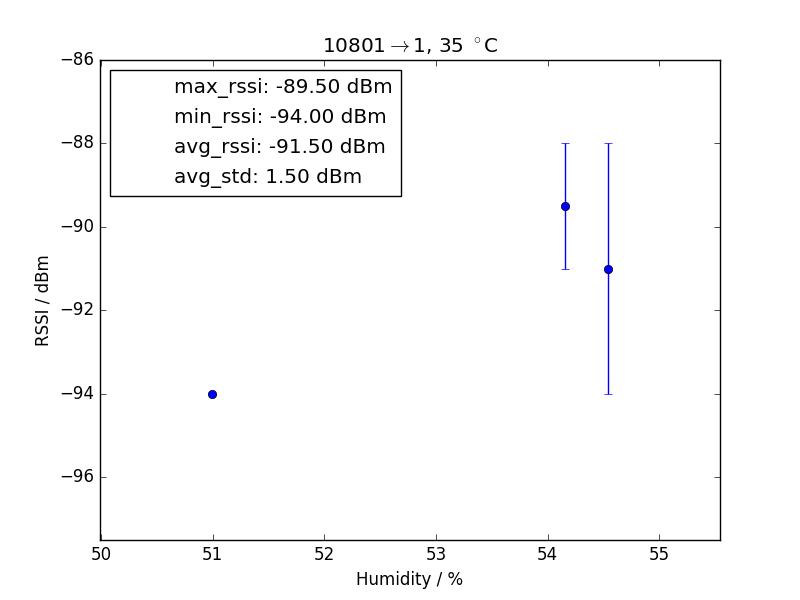 10801→1, 35 °C
max_rssi: -89.50 dBm
min_rssi: -94.00 dBm
avg_rssi: -91.50 dBm
avg_std: 1.50 dBm
RSSI / dBm
−86
−88
−90
−92
−94
−96
50 51 52 53 54 55
Humidity / %